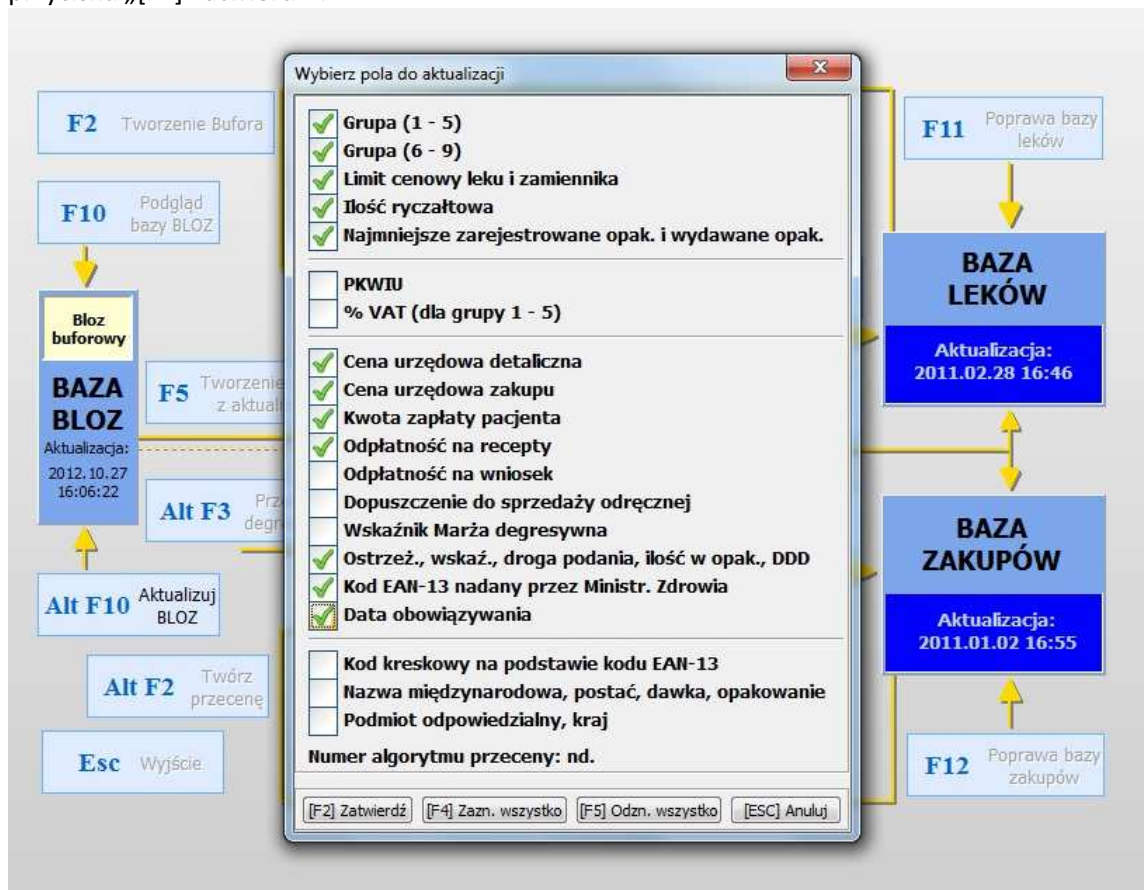 Wybierz pola do aktualizacji
Grupa (1 - 5)
Grupa (6 - 9)
Limit cenowy leku i zamiennika
Ilość ryczałtowa
Najmniejsze zarejestrowane opak. i wydawane opak.
PKWIU
% VAT (dla grupy 1 - 5)
Cena urzędowa detaliczna
Cena urzędowa zakupu
Kwota zapłaty pacjenta
Odpłatność na recepty
Odpłatność na wniosek
Dopuszczenie do sprzedaży odręcznej
Wskaźnik Marża degresywna
Ostrzeż., wskaź., droga podania, ilość w opak., DDD
Kod EAN-13 nadany przez Ministr. Zdrowia
Data obowiązywania
Kod kreskowy na podstawie kodu EAN-13
Nazwa międzynarodowa, postać, dawka, opakowanie
Podmiot odpowiedzialny, kraj
Numer algorytmu przeceny: nd.
[F2] Zatwierdź [F4] Zazn. wszystko [F5] Odzn. wszystko [ESC] Anuluj
F2 Tworzenie Bufora
F10 Podgląd
bazy BLOZ
Bloz
buforowy
BAZA
BLOZ
Aktualizacja:
2012.10.27
16:06:22
F5 Tworzenie
z aktuali
Alt F3 Prze
degr
Alt F10 Aktualizuj
BLOZ
Alt F2 Twórz
przecenę
Esc Wyjście
F11 Poprawa bazy
leków
BAZA
LEKÓW
Aktualizacja:
2011.02.28 16:46
BAZA
ZAKUPÓW
Aktualizacja:
2011.01.02 16:55
F12 Poprawa bazy
zakupów